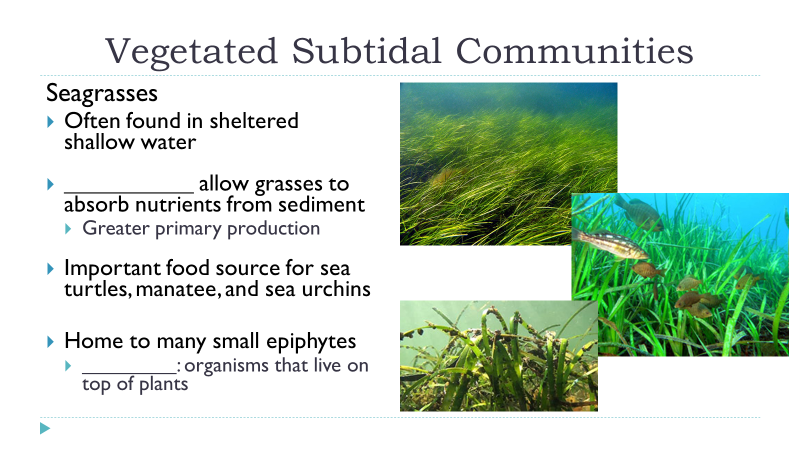 Vegetated Subtidal Communities
Seagrasses
Often found in sheltered
shallow water
___________ allow grasses to
absorb nutrients from sediment
Greater primary production
Important food source for sea
turtles, manatee, and sea urchins
Home to many small epiphytes
_________: organisms that live on
top of plants